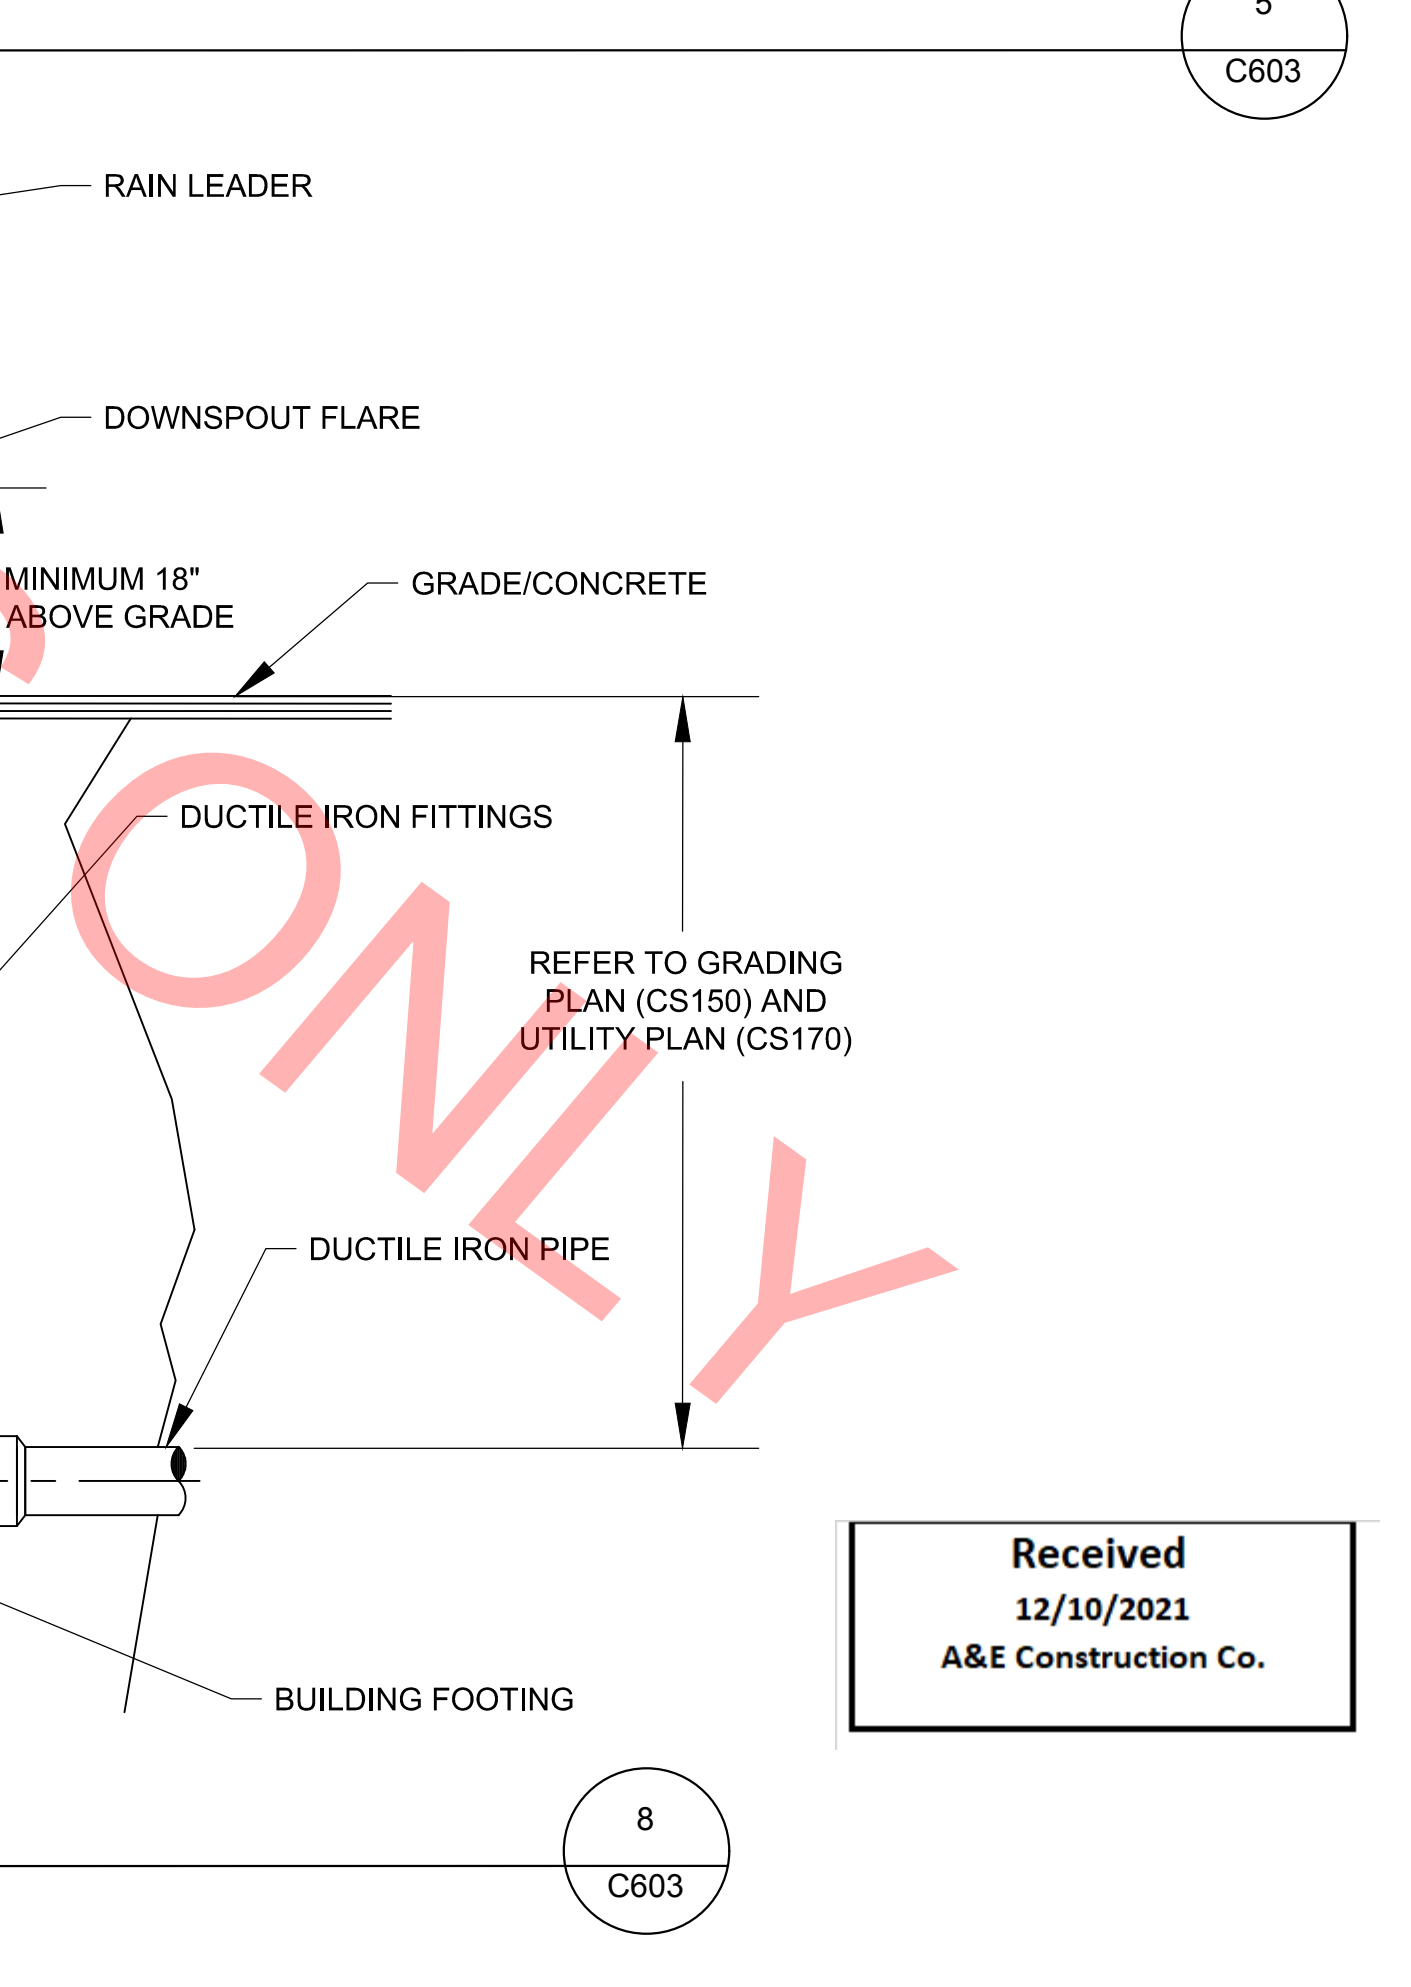 5
C603
RAIN LEADER
DOWNSPOUT FLARE
MINIMUM 18"
ABOVE GRADE
GRADE/CONCRETE
DUCTILE IRON FITTINGS
REFER TO GRADING
PLAN (CS150) AND
UTILITY PLAN (CS170)
ONLY
DUCTILE IRON PIPE
Received
12/10/2021
A&E Construction Co.
BUILDING FOOTING
8
C603